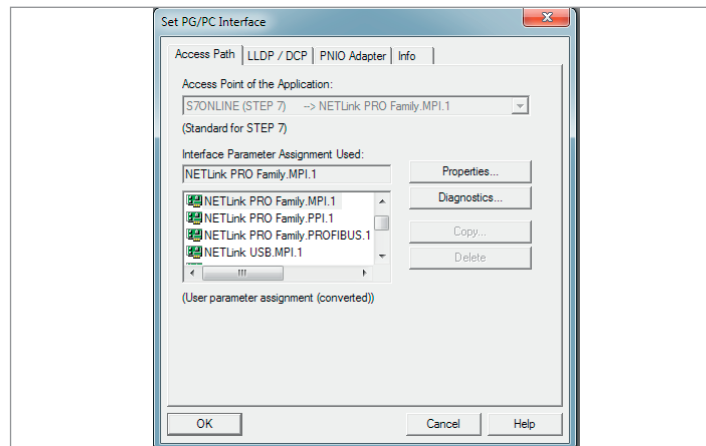 Set PG/PC Interface
Access Path LLDP / DCP PNIO Adapter Info
Access Point of the Application:
S7ONLINE (STEP 7) --> NETLink PRO Family.MPI.1
(Standard for STEP 7)
Interface Parameter Assignment Used:
NETLink PRO Family.MPI.1
Properties...
NETLink PRO Family.MPI.1
NETLink PRO Family.PPI.1
NETLink PRO Family.PROFIBUS.1
NETLink USB.MPI.1
Diagnostics...
Copy...
Delete
(User parameter assignment (converted))
OK Cancel Help